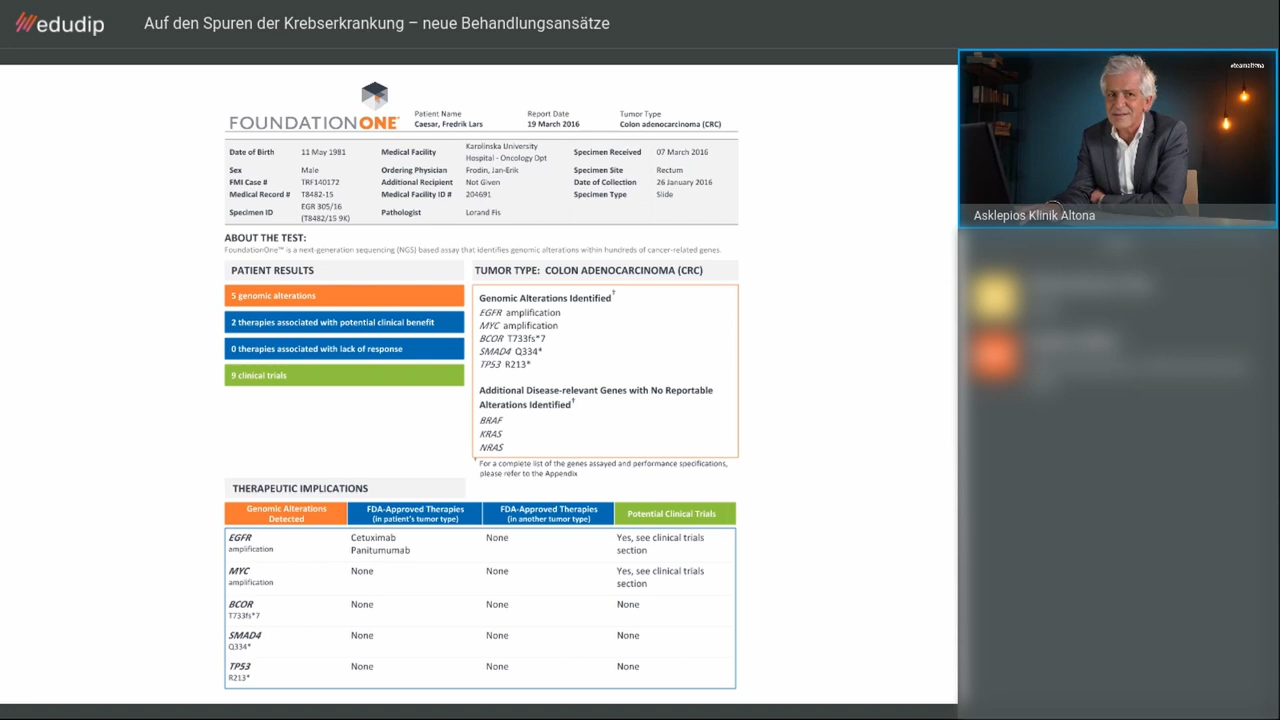 edudip
Auf den Spuren der Krebserkrankung – neue Behandlungsansätze
#teamaltona
Asklepios Klinik Altona
FOUNDATIONONE
Patient Name
Caesar, Fredrik Lars
Report Date
19 March 2016
Tumor Type
Colon adenocarcinoma (CRC)
Date of Birth 11 May 1981 Medical Facility Karolinska University Hospital - Oncology Dpt Specimen Received 07 March 2016
Sex Male Ordering Physician Frodin, Jan-Erik Specimen Site Rectum
FMI Case # TRF140172 Additional Recipient Not Given Date of Collection 26 January 2016
Medical Record # T8482-15 Medical Facility ID # 204691 Specimen Type Slide
Specimen ID EGR 305/16 (T8482/15 9K) Pathologist Lorand Fis
ABOUT THE TEST:
FoundationOne™ is a next-generation sequencing (NGS) based assay that identifies genomic alterations within hundreds of cancer-related genes.
PATIENT RESULTS
5 genomic alterations
2 therapies associated with potential clinical benefit
0 therapies associated with lack of response
9 clinical trials
TUMOR TYPE: COLON ADENOCARCINOMA (CRC)
Genomic Alterations Identified†
EGFR amplification
MYC amplification
BCOR T733fs*7
SMAD4 Q334*
TP53 R213*
Additional Disease-relevant Genes with No Reportable
Alterations Identified†
BRAF
KRAS
NRAS
† For a complete list of the genes assayed and performance specifications,
please refer to the Appendix
THERAPEUTIC IMPLICATIONS
Genomic Alterations Detected
FDA-Approved Therapies (in patient's tumor type)
FDA-Approved Therapies (in another tumor type)
Potential Clinical Trials
EGFR amplification
Cetuximab
Panitumumab
None
Yes, see clinical trials section
MYC amplification
None
None
Yes, see clinical trials section
BCOR T733fs*7
None
None
None
SMAD4 Q334*
None
None
None
TP53 R213*
None
None
None